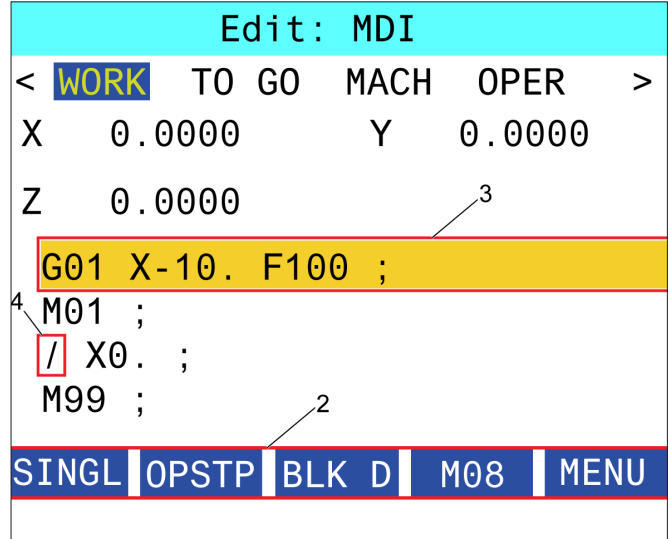 Edit: MDI
< WORK TO GO MACH OPER >
X 0.0000 Y 0.0000
Z 0.0000
3
G01 X-10. F100 ;
4
M01 ;
/ X0. ;
M99 ;
2
SINGL OPSTP BLK D M08 MENU